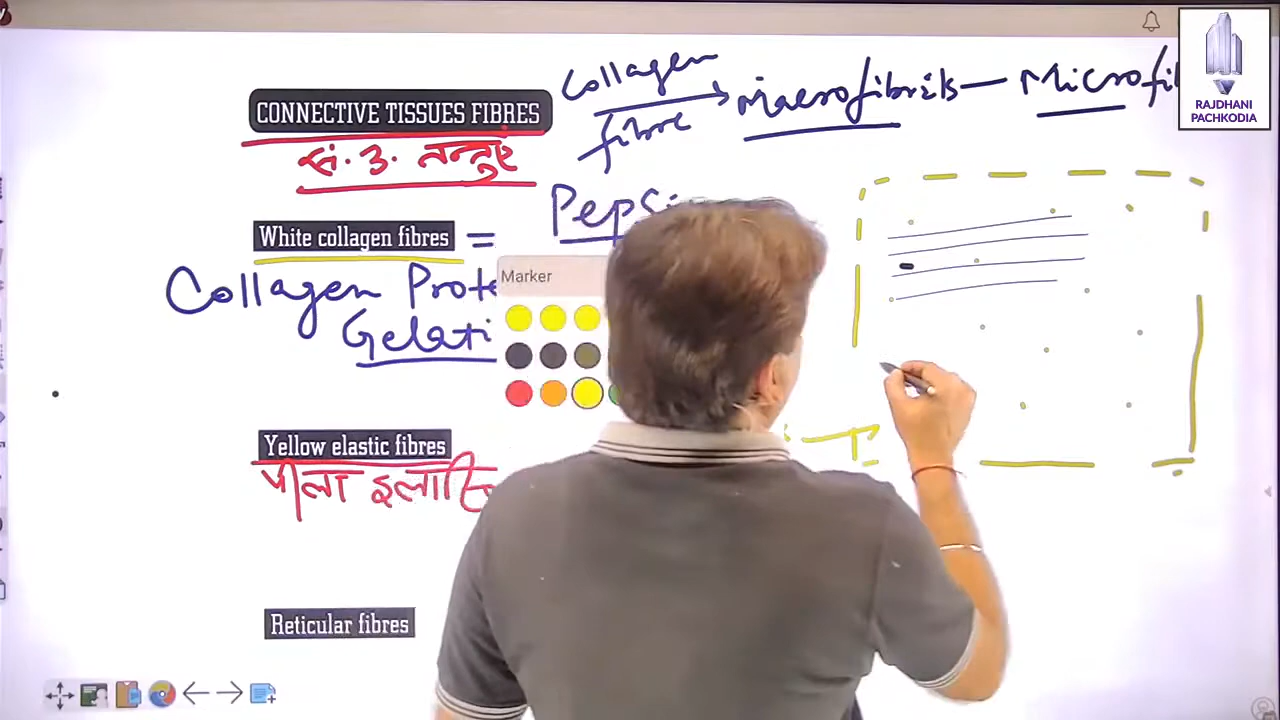 CONNECTIVE TISSUES FIBRES
सं. उ. तन्तुए
Collagen fibre → Macrofibrils — Microfi
RAJDHANI
PACHKODIA
Peps
White collagen fibres =
Collagen Prote
Gelati
Marker
Yellow elastic fibres
पीला इलास्टि
Reticular fibres